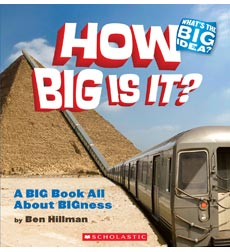 WHAT'S THE
BIG
IDEA?
HOW
BIG IS IT?
A BIG Book All
About BIGness
by Ben Hillman
SCHOLASTIC